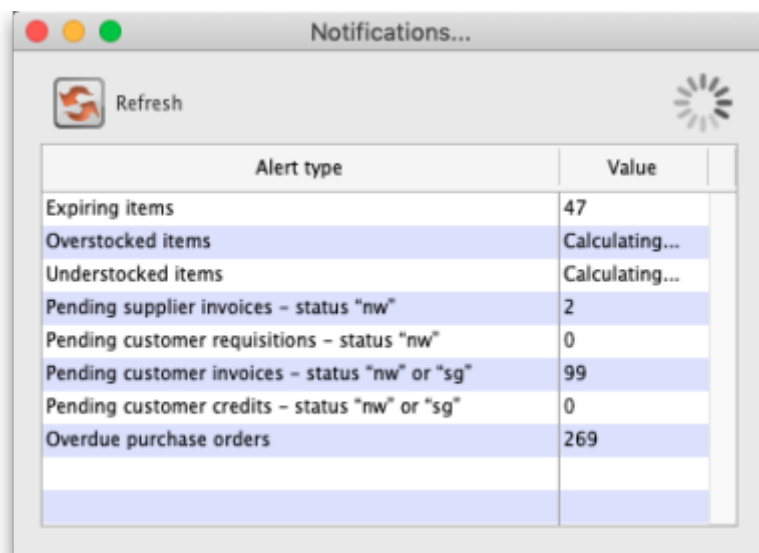 Notifications...
Refresh
Alert type Value
Expiring items 47
Overstocked items Calculating...
Understocked items Calculating...
Pending supplier invoices – status “nw” 2
Pending customer requisitions – status “nw” 0
Pending customer invoices – status “nw” or “sg” 99
Pending customer credits – status “nw” or “sg” 0
Overdue purchase orders 269